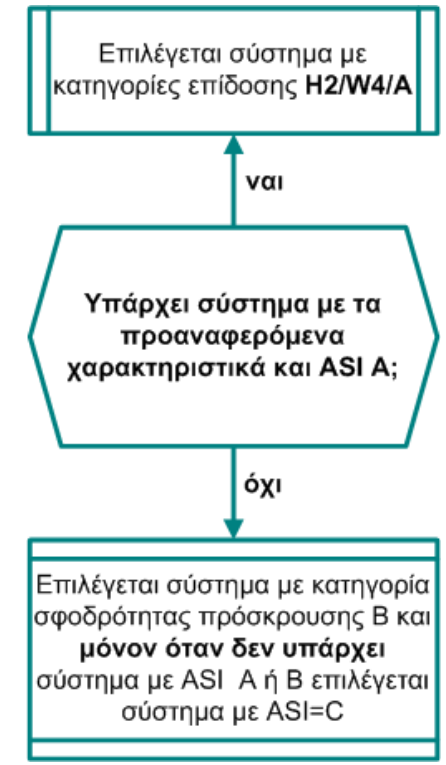 Επιλέγεται σύστημα με
κατηγορίες επίδοσης H2/W4/A
ναι
Υπάρχει σύστημα με τα
προαναφερόμενα
χαρακτηριστικά και ASI A;
όχι
Επιλέγεται σύστημα με κατηγορία
σφοδρότητας πρόσκρουσης Β και
μόνον όταν δεν υπάρχει
σύστημα με ASI  A ή B επιλέγεται
σύστημα με ASI=C